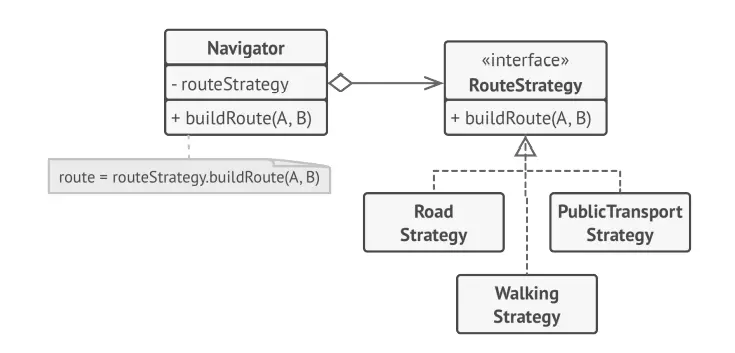 Navigator
- routeStrategy
+ buildRoute(A, B)
route = routeStrategy.buildRoute(A, B)
«interface»
RouteStrategy
+ buildRoute(A, B)
Road
Strategy
PublicTransport
Strategy
Walking
Strategy